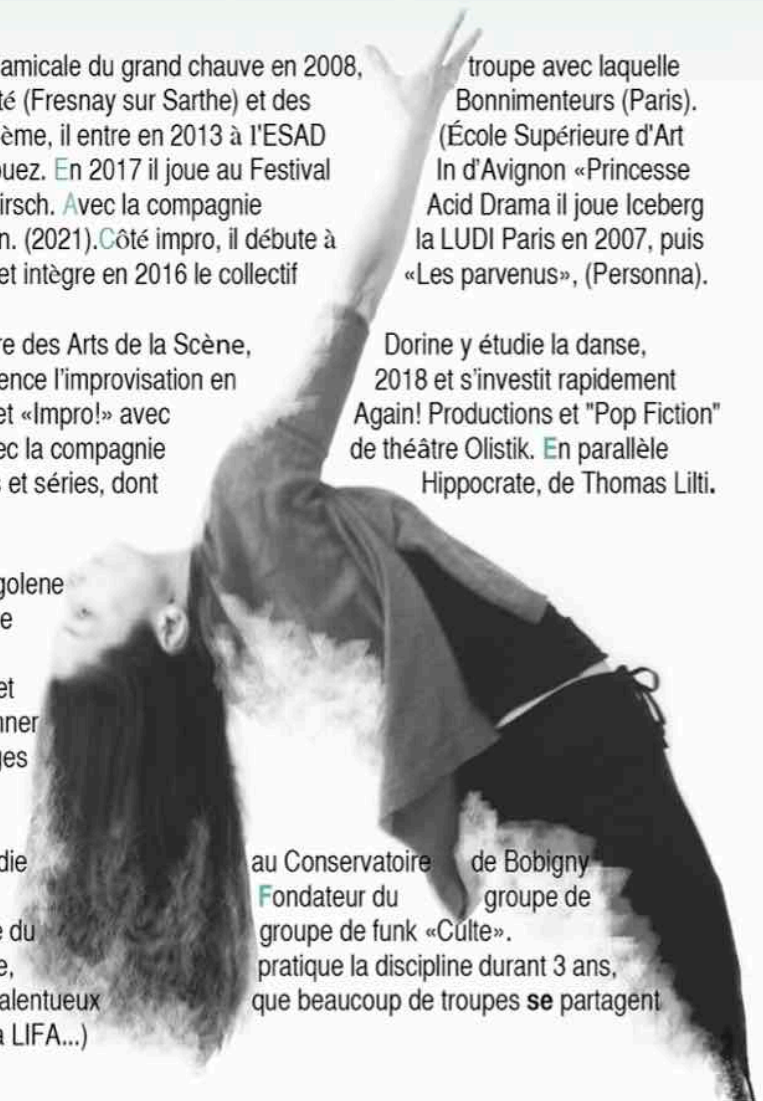 amicale du grand chauve en 2008, troupe avec laquelle
té (Fresnay sur Sarthe) et des Bonnimenteurs (Paris).
ème, il entre en 2013 à l'ESAD (École Supérieure d'Art
ouez. En 2017 il joue au Festival In d'Avignon «Princesse
irsch. Avec la compagnie Acid Drama il joue Iceberg
n. (2021).Côté impro, il débute à la LUDI Paris en 2007, puis
et intègre en 2016 le collectif «Les parvenus», (Personna).
re des Arts de la Scène, Dorine y étudie la danse,
ence l'improvisation en 2018 et s'investit rapidement
et «Impro!» avec Again! Productions et "Pop Fiction"
ec la compagnie de théâtre Olistik. En parallèle
s et séries, dont Hippocrate, de Thomas Lilti.
golene
e
et
nner
ges
die au Conservatoire de Bobigny
Fondateur du groupe de
e du groupe de funk «Culte».
e, pratique la discipline durant 3 ans,
alentueux que beaucoup de troupes se partagent
a LIFA...)